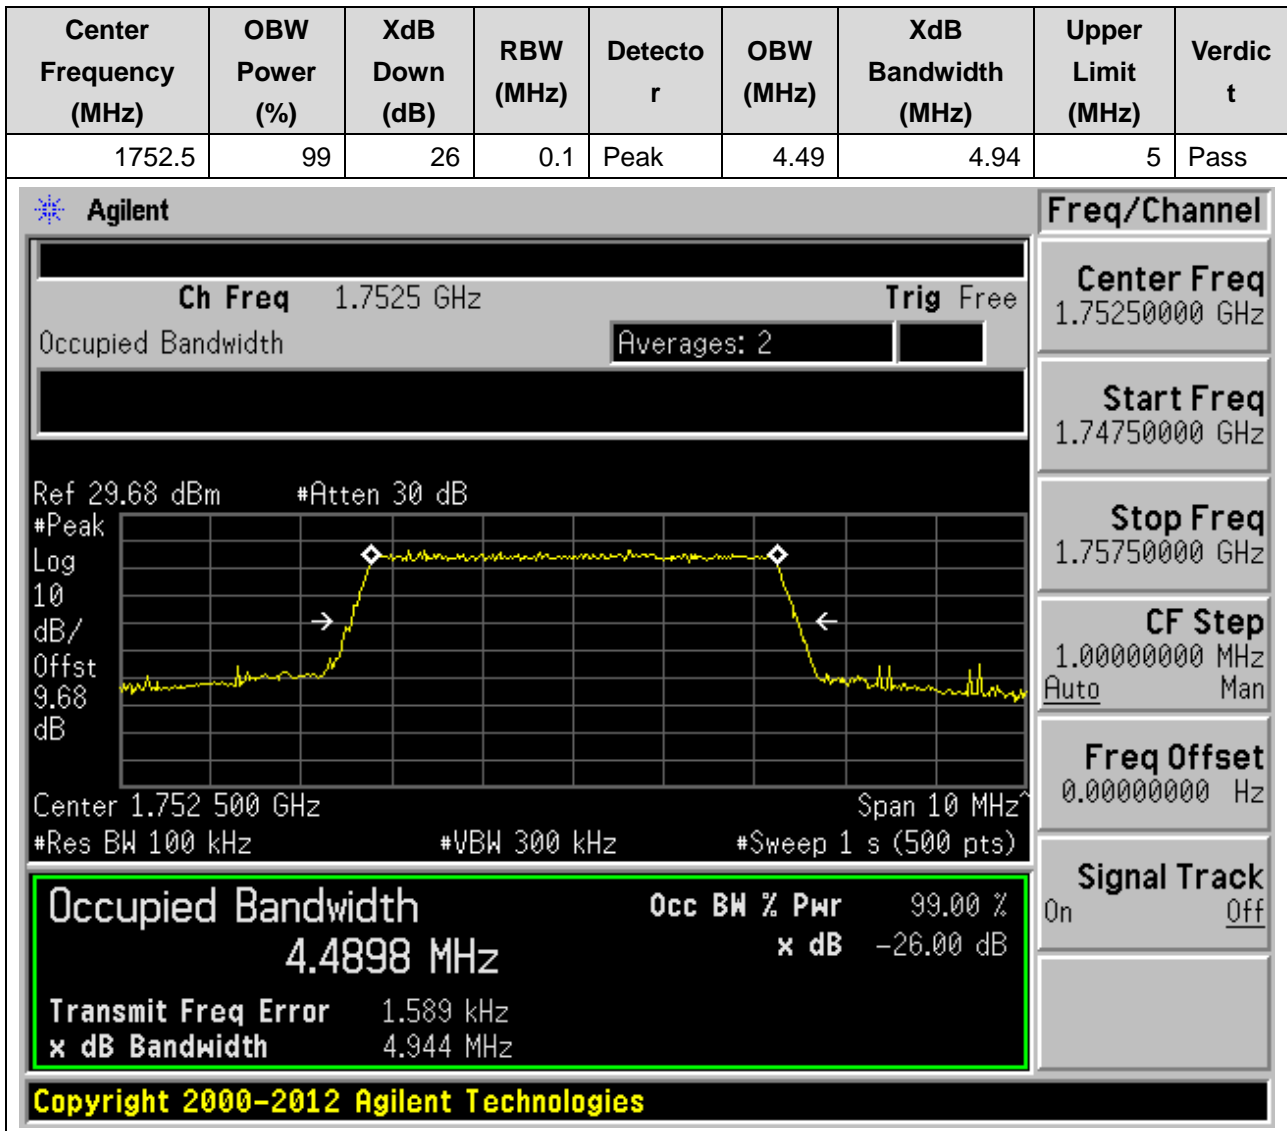 Center Frequency (MHz) OBW Power (%) XdB Down (dB) RBW (MHz) Detecto r OBW (MHz) XdB Bandwidth (MHz) Upper Limit (MHz) Verdic t
1752.5 99 26 0.1 Peak 4.49 4.94 5 Pass
Agilent
Freq/Channel
Ch Freq 1.7525 GHz Trig Free
Occupied Bandwidth Averages: 2
Center Freq
1.75250000 GHz
Start Freq
1.74750000 GHz
Stop Freq
1.75750000 GHz
CF Step
1.00000000 MHz
Auto Man
Freq Offset
0.00000000 Hz
Signal Track
On Off
Ref 29.68 dBm #Atten 30 dB
#Peak
Log
10
dB/
Offst
9.68
dB
Center 1.752 500 GHz Span 10 MHz^
#Res BW 100 kHz #VBW 300 kHz #Sweep 1 s (500 pts)
Occupied Bandwidth Occ BW % Pwr 99.00 %
4.4898 MHz x dB -26.00 dB
Transmit Freq Error 1.589 kHz
x dB Bandwidth 4.944 MHz
Copyright 2000-2012 Agilent Technologies